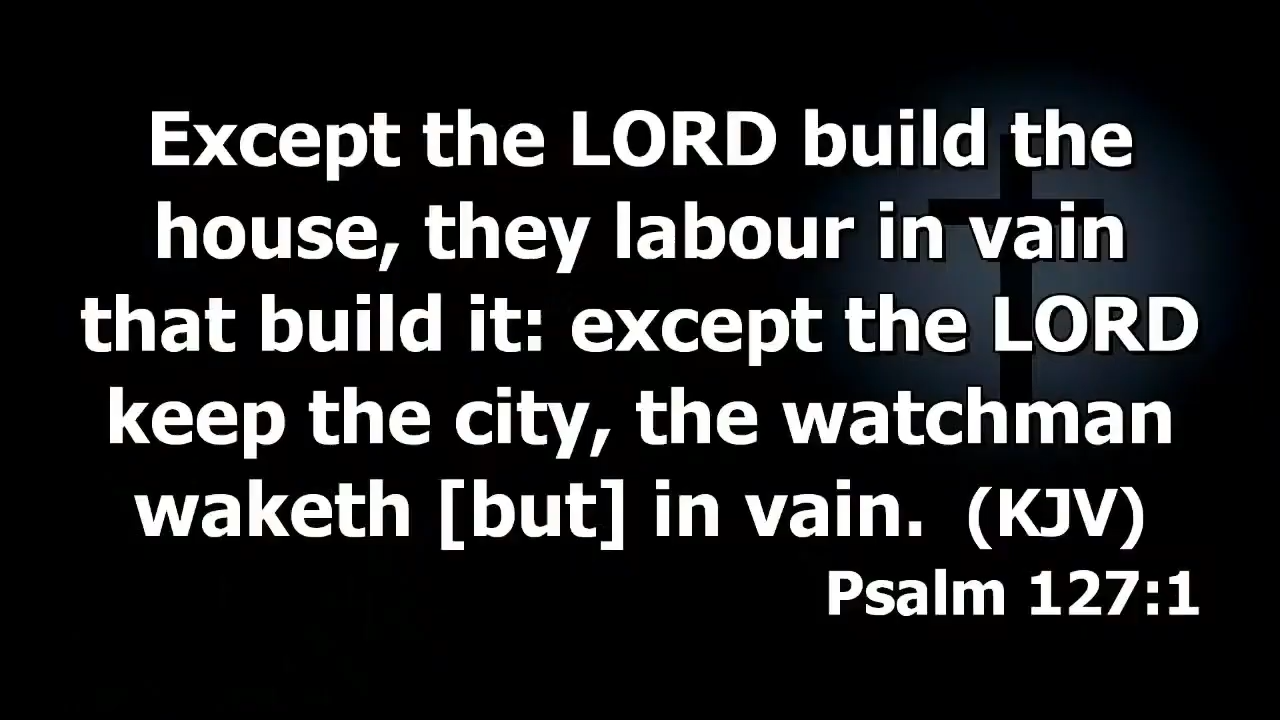 Except the LORD build the
house, they labour in vain
that build it: except the LORD
keep the city, the watchman
waketh [but] in vain. (KJV)
Psalm 127:1